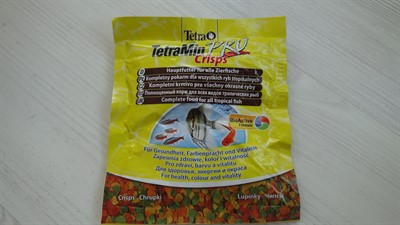 Tetra
TetraMin PRO
Crisps
Hauptfutter für alle Zierfische
Kompletny pokarm dla wszystkich ryb tropikalnych
Kompletní krmivo pro všechny okrasné ryby
Полноценный корм для всех видов тропических рыб
Complete food for all tropical fish
BioActive
Für Gesundheit, Farbenpracht und Vitalität
Zapewnia zdrowie, kolor i witalność
Pro zdraví, barvu a vitalitu
Для здоровья, энергии и окраса
For health, colour and vitality
Crisps Chrupki
Lupínky Чипсы